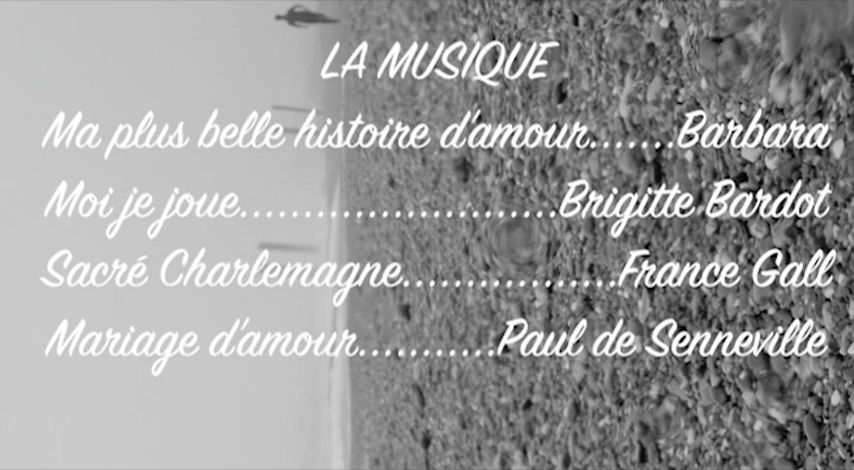 LA MUSIQUE
Ma plus belle histoire d'amour.......Barbara
Moi je joue.........................Brigitte Bardot
Sacré Charlemagne.................France Gall
Mariage d'amour...........Paul de Senneville